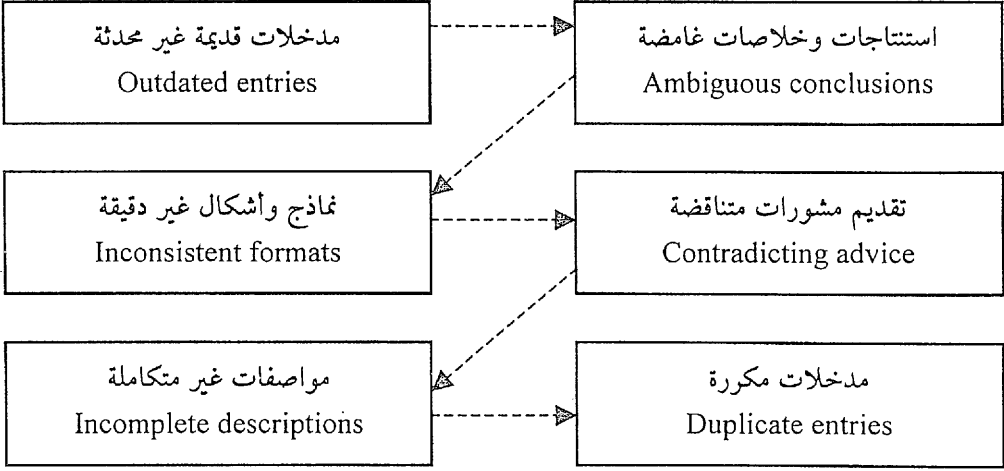 مدخلات قديمة غير محدثة
Outdated entries
استنتاجات وخلاصات غامضة
Ambiguous conclusions
نماذج وأشكال غير دقيقة
Inconsistent formats
تقديم مشورات متناقضة
Contradicting advice
مواصفات غير متكاملة
Incomplete descriptions
مدخلات مكررة
Duplicate entries